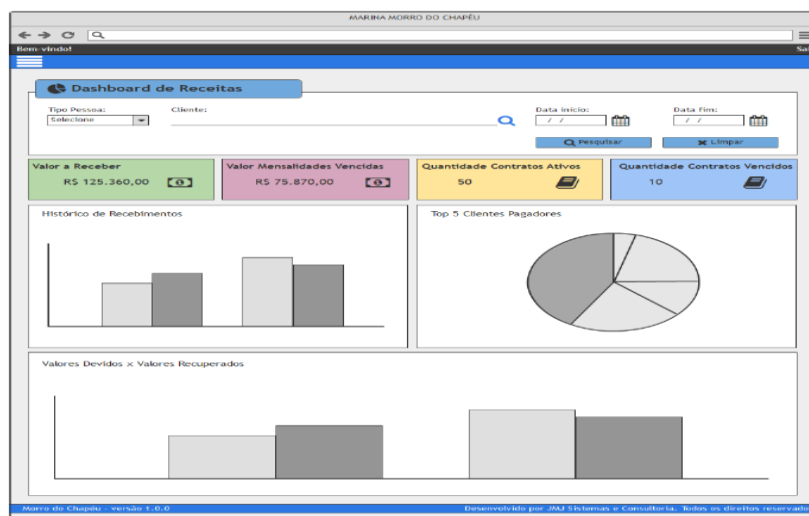 MARINA MORRO DO CHAPÉU
Bem-vindo! Sai
Dashboard de Receitas
Tipo Pessoa: Cliente: Data início: Data fim:
Selecione / / / /
Pesquisar Limpar
Valor a Receber Valor Mensalidades Vencidas Quantidade Contratos Ativos Quantidade Contratos Vencidos
R$ 125.360,00 R$ 75.870,00 50 10
Histórico de Recebimentos Top 5 Clientes Pagadores
Valores Devidos x Valores Recuperados
Morro do Chapéu - versão 1.0.0 Desenvolvido por JMJ Sistemas e Consultoria. Todos os direitos reservado